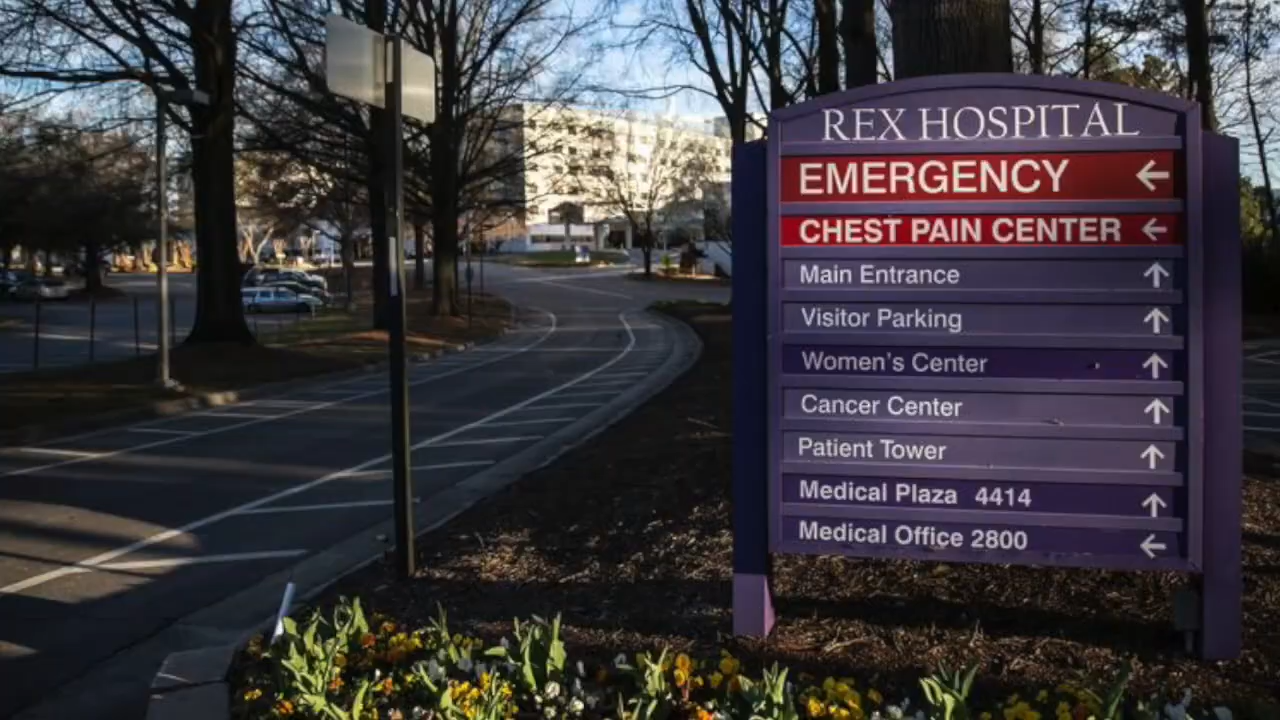 REX HOSPITAL
EMERGENCY ←
CHEST PAIN CENTER ←
Main Entrance ↑
Visitor Parking ↑
Women's Center ↑
Cancer Center ↑
Patient Tower ↑
Medical Plaza 4414 ↑
Medical Office 2800 ←